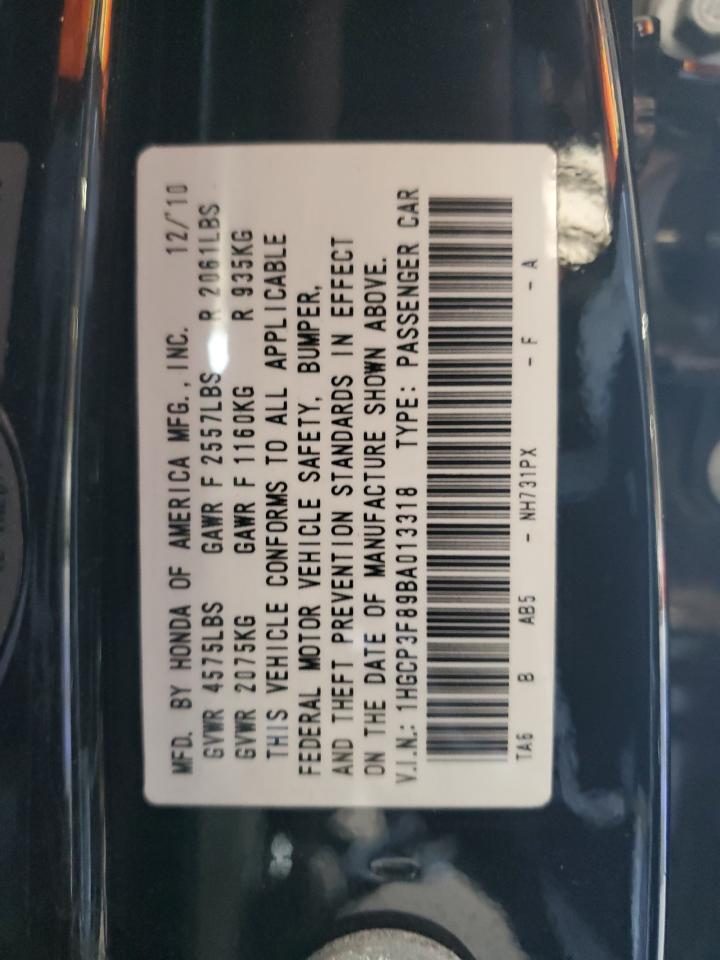 MFD. BY HONDA OF AMERICA MFG., INC. 12/'10
GVWR 4575LBS GAWR F 2557LBS R 2061LBS
GVWR 2075KG GAWR F 1160KG R 935KG
THIS VEHICLE CONFORMS TO ALL APPLICABLE
FEDERAL MOTOR VEHICLE SAFETY, BUMPER,
AND THEFT PREVENTION STANDARDS IN EFFECT
ON THE DATE OF MANUFACTURE SHOWN ABOVE.
V.I.N.: 1HGCP3F89BA013318 TYPE: PASSENGER CAR
TA6 B AB5 - NH731PX - F - A